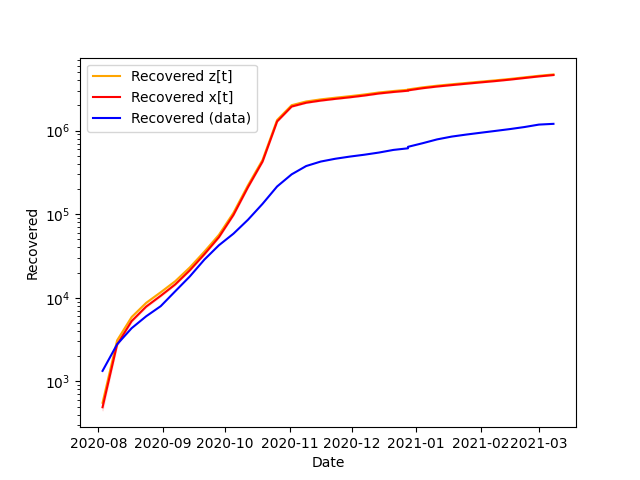 Recovered z[t]
Recovered x[t]
Recovered (data)
10^6
10^5
10^4
10^3
Recovered
2020-08 2020-09 2020-10 2020-11 2020-12 2021-01 2021-02 2021-03
Date